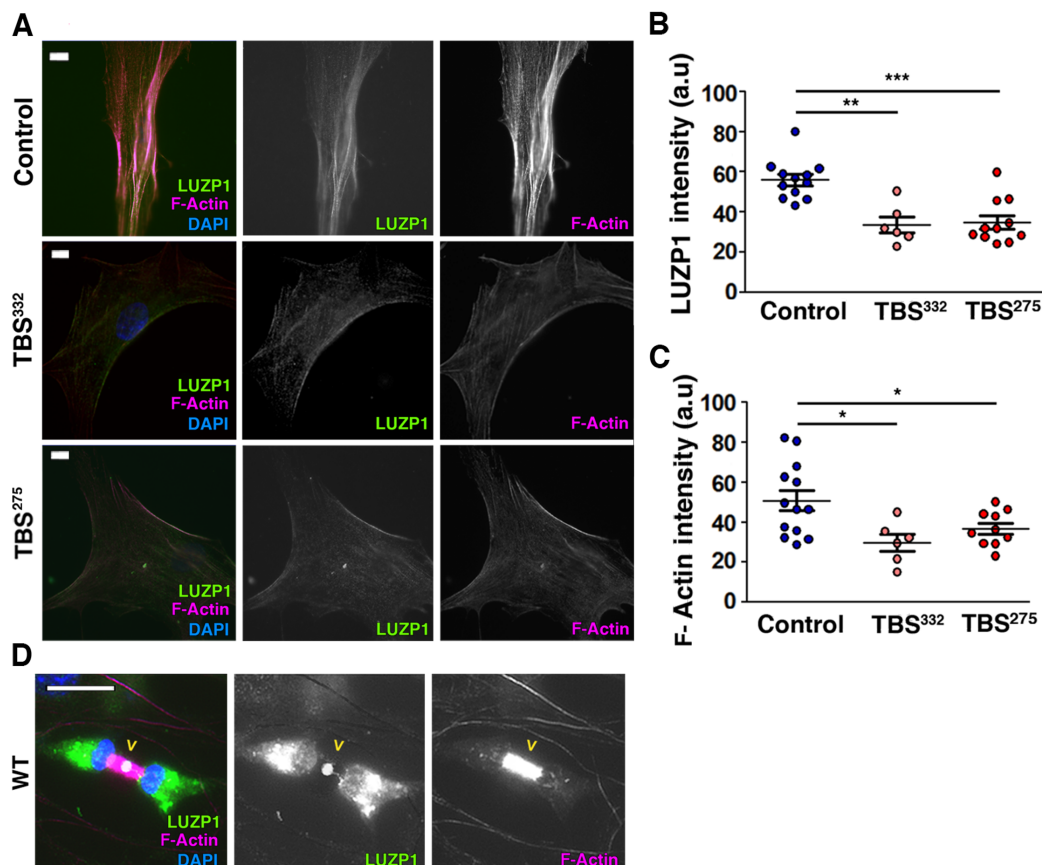 A
Control
LUZP1
F-Actin
DAPI
LUZP1
F-Actin
TBS332
LUZP1
F-Actin
DAPI
LUZP1
F-Actin
TBS275
LUZP1
F-Actin
DAPI
LUZP1
F-Actin
B
LUZP1 intensity (a.u)
100
80
60
40
20
0
***
**
Control TBS332 TBS275
C
F- Actin intensity (a.u)
100
80
60
40
20
0
*
*
Control TBS332 TBS275
D
WT
V
LUZP1
F-Actin
DAPI
LUZP1
V
F-Actin